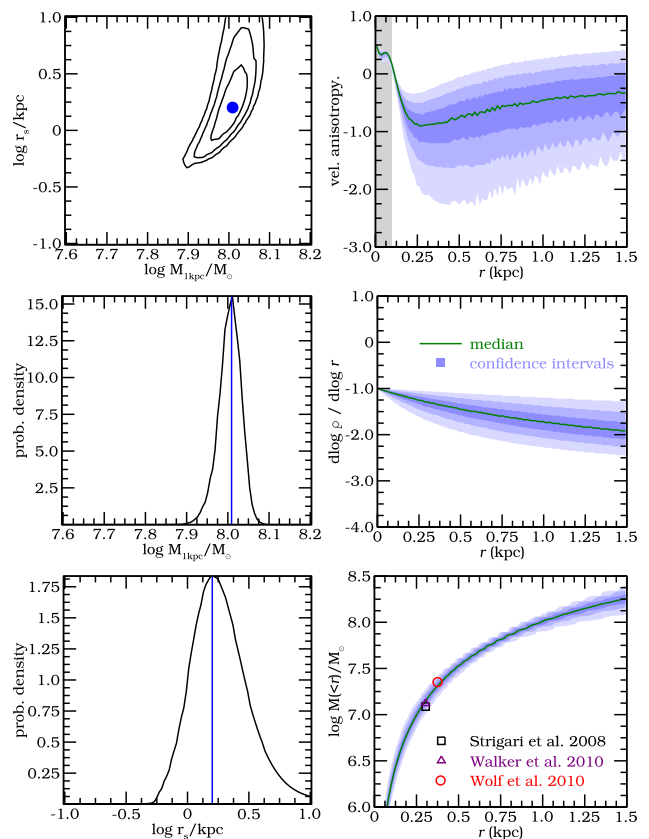 1.0
0.5
0
-0.5
-1.0
log r_s/kpc
7.6 7.7 7.8 7.9 8.0 8.1 8.2
log M_1kpc/M_☉
1.0
0
-1.0
-2.0
-3.0
vel. anisotropy.
0 0.25 0.5 0.75 1.0 1.25 1.5
r (kpc)
15.0
12.5
10.0
7.5
5.0
2.5
prob. density
7.6 7.7 7.8 7.9 8.0 8.1 8.2
log M_1kpc/M_☉
1.0
0
-1.0
-2.0
-3.0
-4.0
dlog ρ / dlog r
median
confidence intervals
0 0.25 0.5 0.75 1.0 1.25 1.5
r (kpc)
1.75
1.5
1.25
1.0
0.75
0.5
0.25
prob. density
-1.0 -0.5 0 0.5 1.0
log r_s/kpc
8.5
8.0
7.5
7.0
6.5
6.0
log M(<r)/M_☉
Strigari et al. 2008
Walker et al. 2010
Wolf et al. 2010
0 0.25 0.5 0.75 1.0 1.25 1.5
r (kpc)